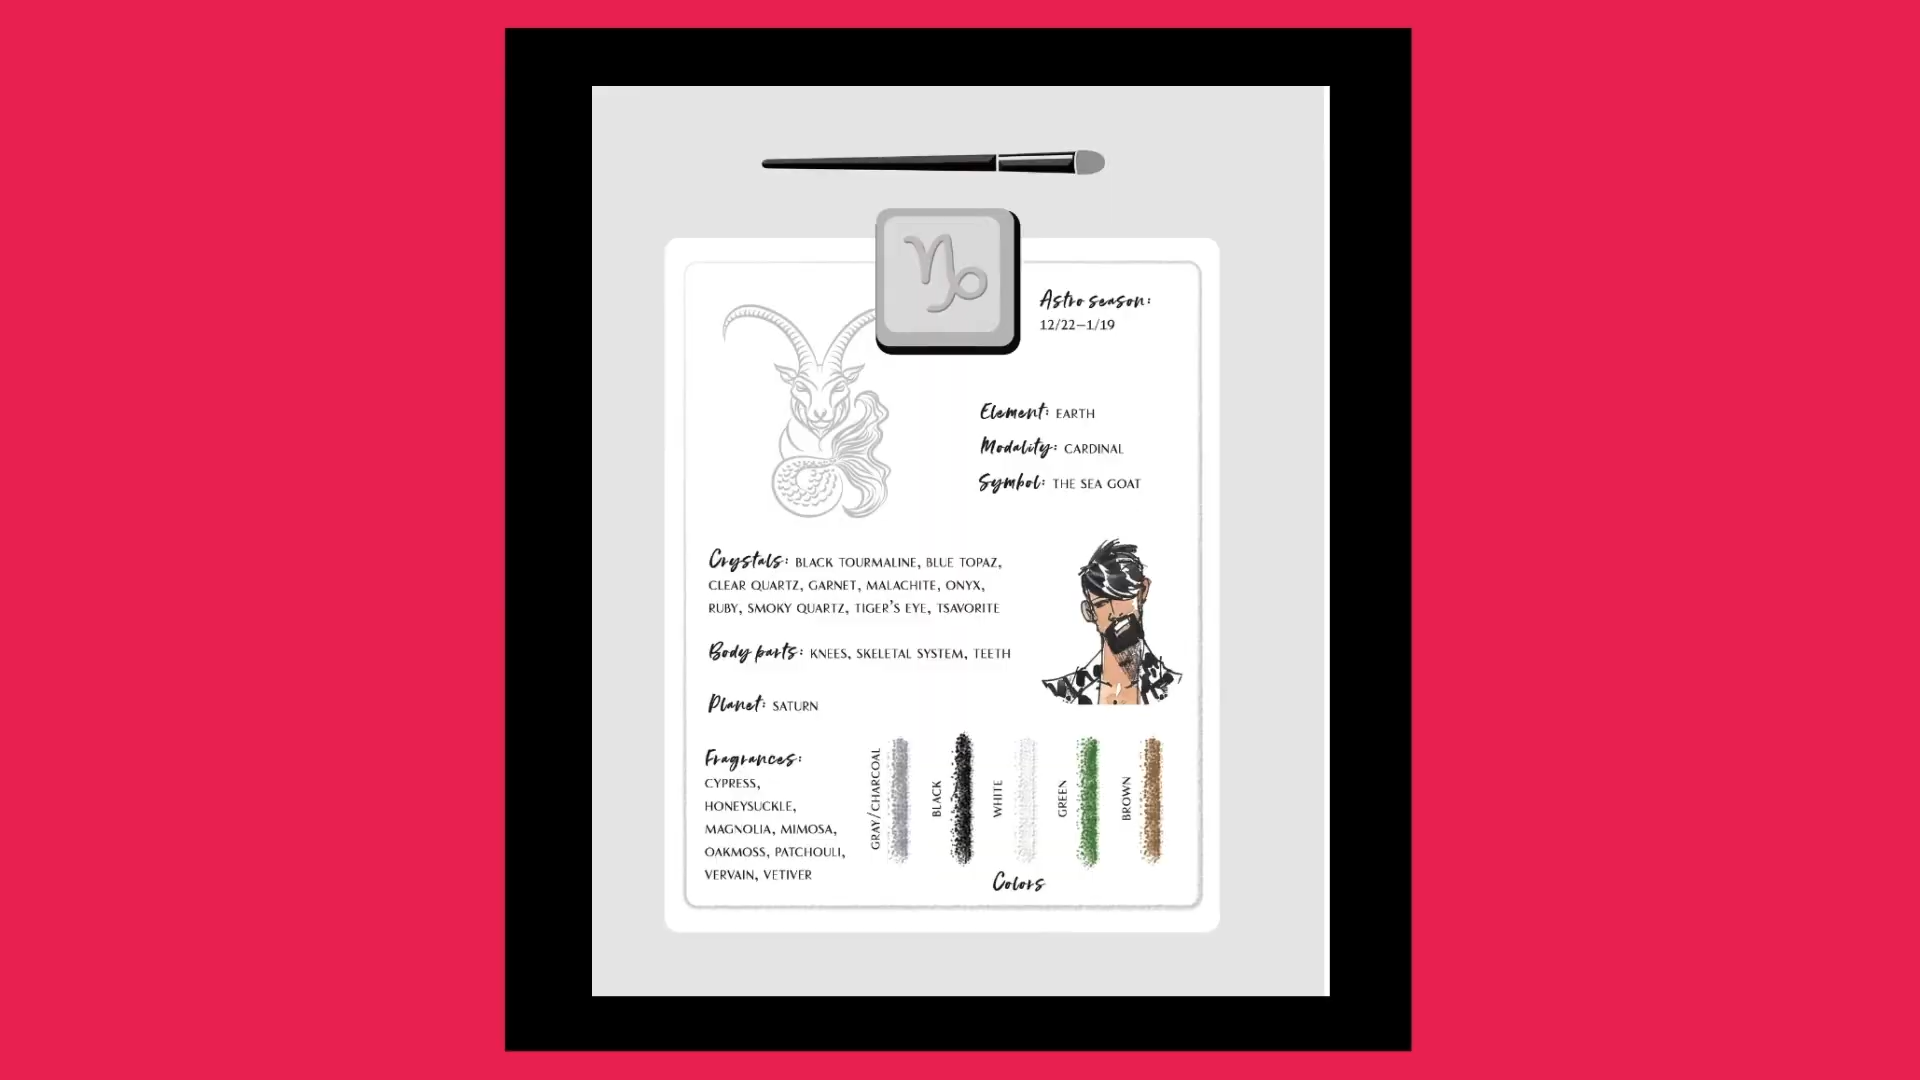 Astro season:
12/22–1/19
Element: EARTH
Modality: CARDINAL
Symbol: THE SEA GOAT
Crystals: BLACK TOURMALINE, BLUE TOPAZ,
CLEAR QUARTZ, GARNET, MALACHITE, ONYX,
RUBY, SMOKY QUARTZ, TIGER'S EYE, TSAVORITE
Body parts: KNEES, SKELETAL SYSTEM, TEETH
Planet: SATURN
Fragrances:
CYPRESS,
HONEYSUCKLE,
MAGNOLIA, MIMOSA,
OAKMOSS, PATCHOULI,
VERVAIN, VETIVER
GRAY/CHARCOAL
BLACK
WHITE
GREEN
BROWN
Colors